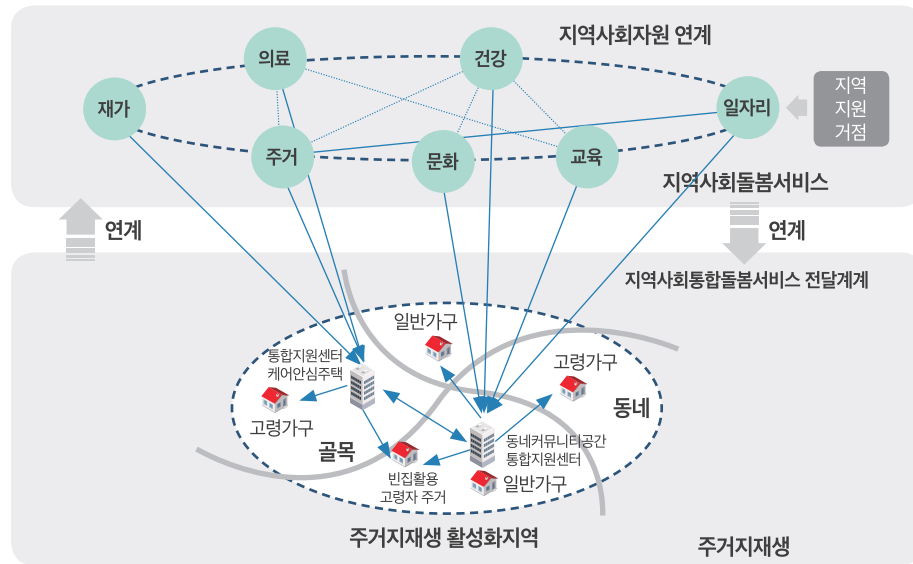 지역사회자원 연계
의료
건강
재가
일자리
지역
지원
거점
주거
문화
교육
지역사회돌봄서비스
연계
연계
지역사회통합돌봄서비스 전달계계
일반가구
통합지원센터
케어안심주택
고령가구
고령가구
동네
골목
동네커뮤니티공간
통합지원센터
빈집활용
고령자 주거
일반가구
주거지재생 활성화지역
주거지재생